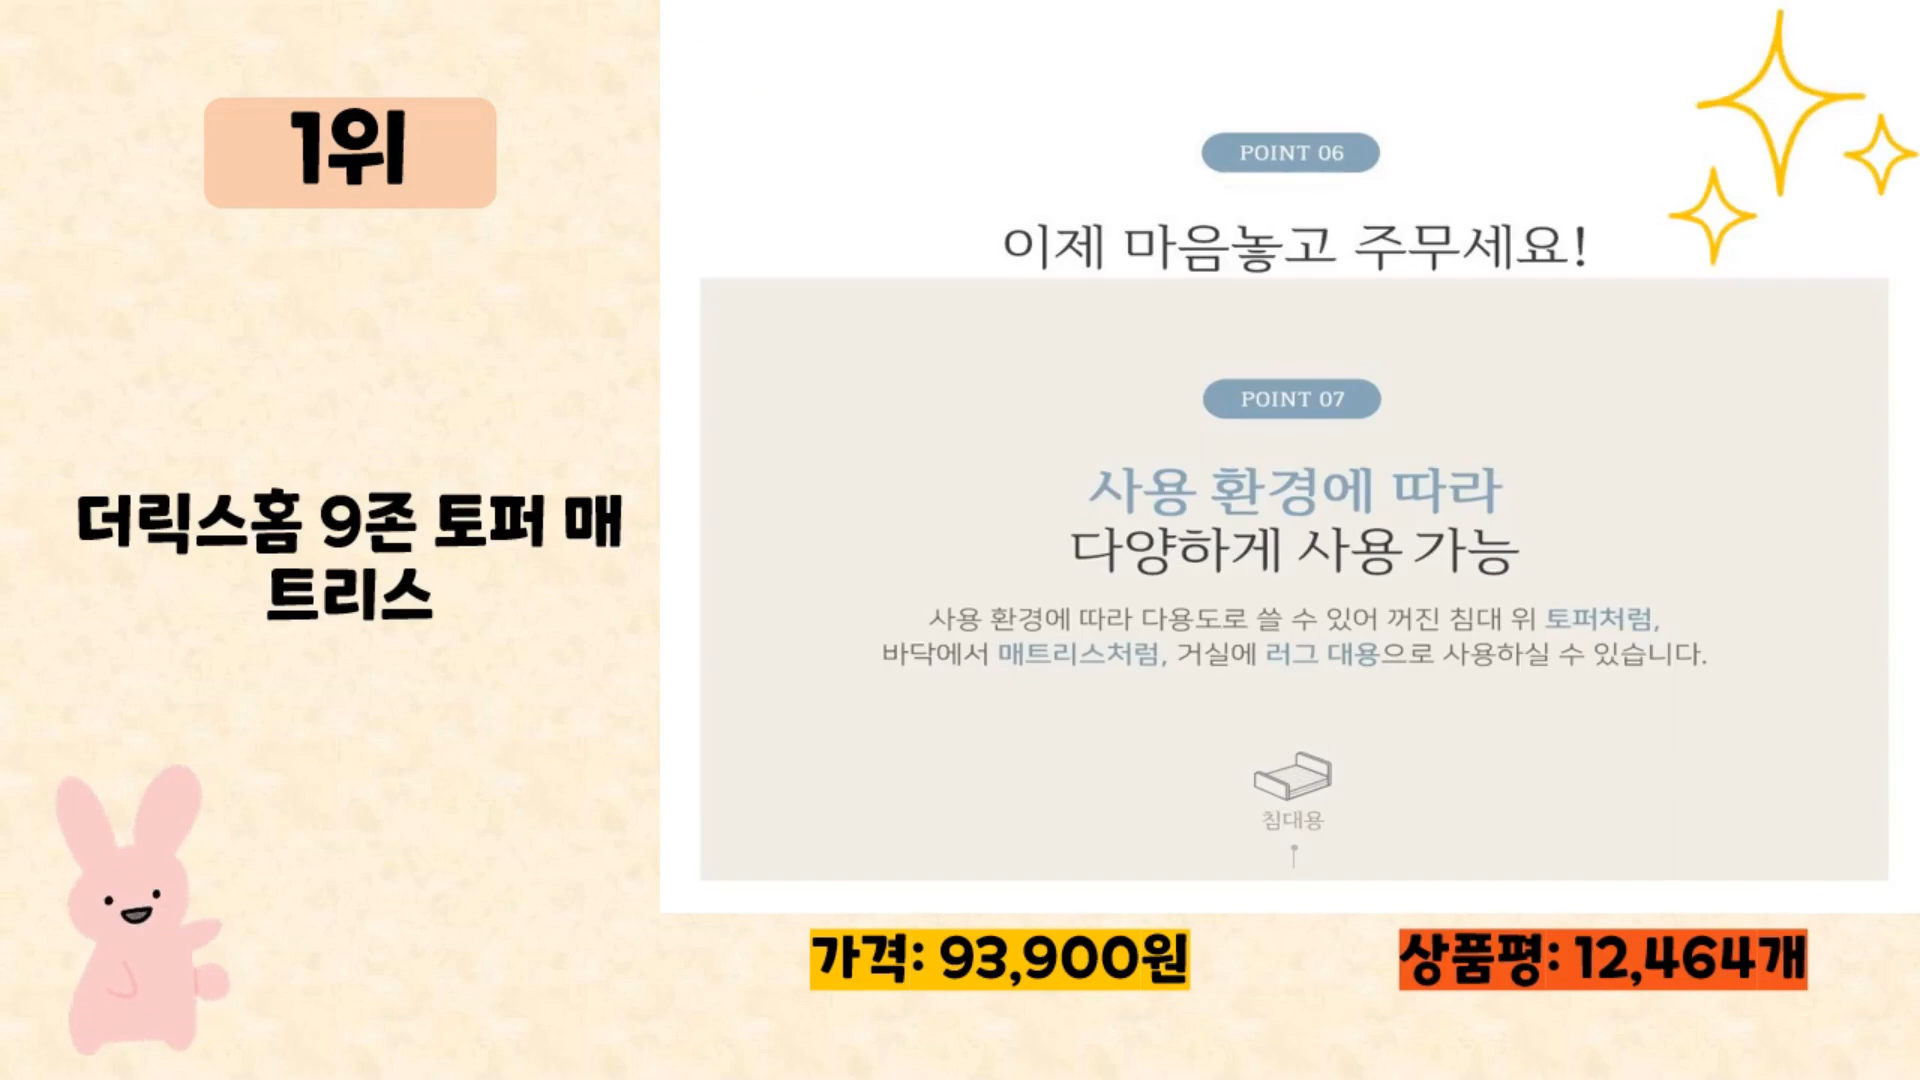 1위
더릭스홈 9존 토퍼 매
트리스
POINT 06
이제 마음놓고 주무세요!
POINT 07
사용 환경에 따라
다양하게 사용 가능
사용 환경에 따라 다용도로 쓸 수 있어 꺼진 침대 위 토퍼처럼,
바닥에서 매트리스처럼, 거실에 러그 대용으로 사용하실 수 있습니다.
침대용
가격: 93,900원
상품평: 12,464개